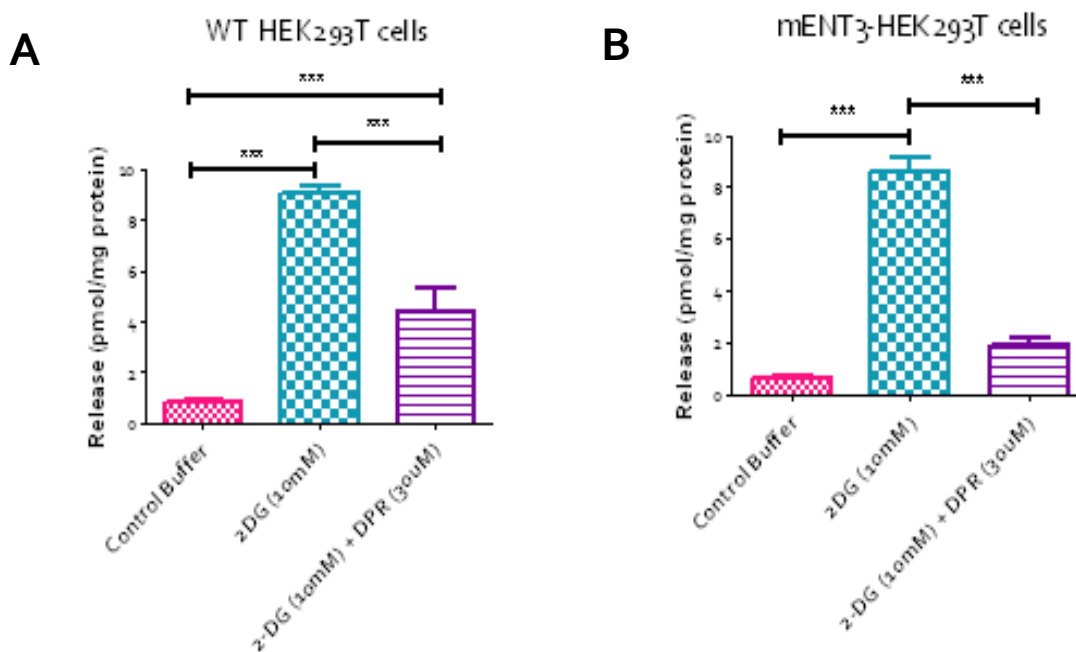 A
WT HEK293T cells
***
***
***
Release (pmol/mg protein)
10
8
6
4
2
0
Control Buffer
2DG (10mM)
2-DG (10mM) + DPR (30uM)
B
mENT3-HEK293T cells
***
***
Release (pmol/mg protein)
10
8
6
4
2
0
Control Buffer
2DG (10mM)
2-DG (10mM) + DPR (30uM)